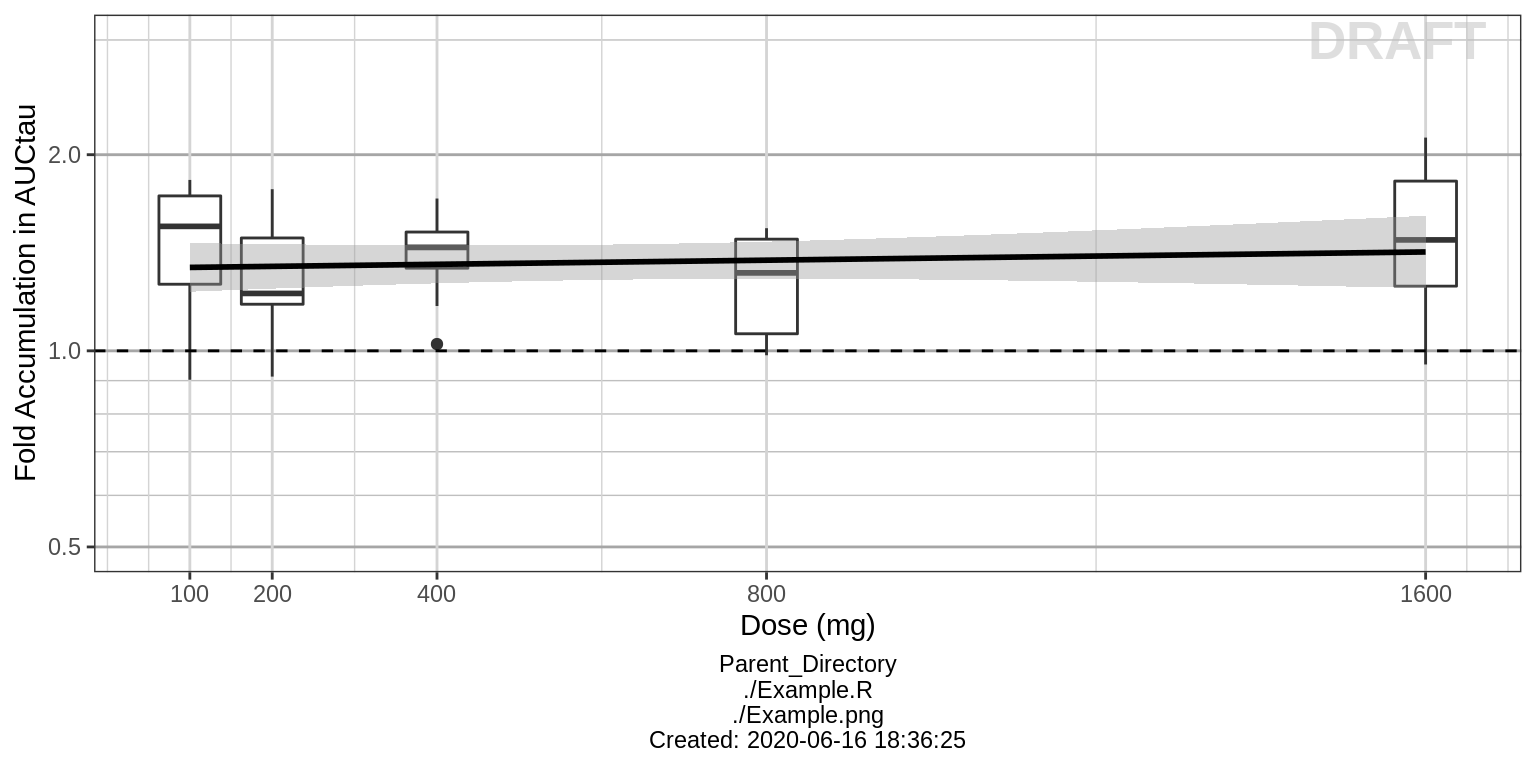 DRAFT
Fold Accumulation in AUCtau
2.0
1.0
0.5
100 200 400 800 1600
Dose (mg)
Parent_Directory
./Example.R
./Example.png
Created: 2020-06-16 18:36:25